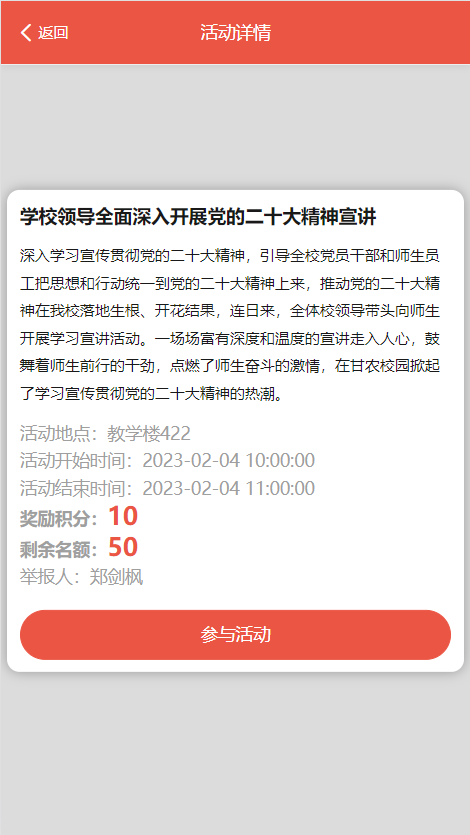 返回
活动详情
学校领导全面深入开展党的二十大精神宣讲
深入学习宣传贯彻党的二十大精神，引导全校党员干部和师生员
工把思想和行动统一到党的二十大精神上来，推动党的二十大精
神在我校落地生根、开花结果，连日来，全体校领导带头向师生
开展学习宣讲活动。一场场富有深度和温度的宣讲走入人心，鼓
舞着师生前行的干劲，点燃了师生奋斗的激情，在甘农校园掀起
了学习宣传贯彻党的二十大精神的热潮。
活动地点：教学楼422
活动开始时间：2023-02-04 10:00:00
活动结束时间：2023-02-04 11:00:00
奖励积分：10
剩余名额：50
举报人：郑剑枫
参与活动